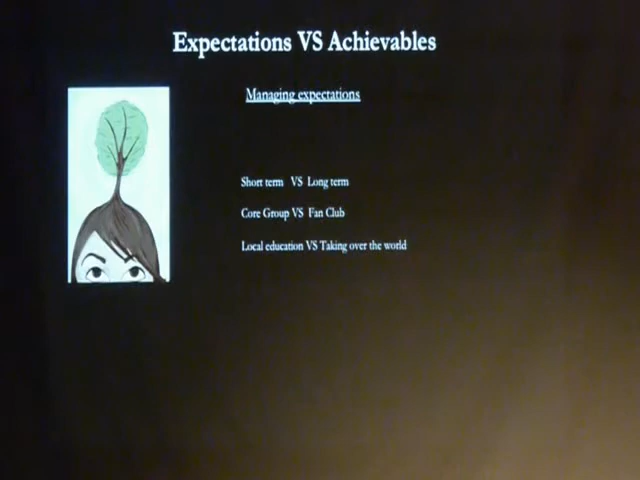 Expectations VS Achievables
Managing expectations
Short term VS Long term
Core Group VS Fan Club
Local education VS Taking over the world